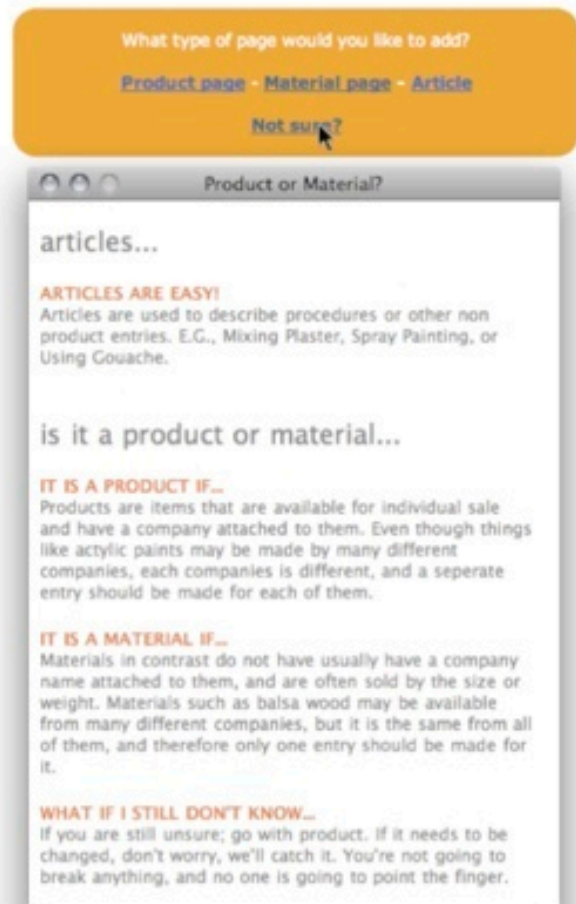 What type of page would you like to add?
Product page - Material page - Article
Not sure?
Product or Material?
articles...
ARTICLES ARE EASY!
Articles are used to describe procedures or other non
product entries. E.G., Mixing Plaster, Spray Painting, or
Using Gouache.
is it a product or material...
IT IS A PRODUCT IF...
Products are items that are available for individual sale
and have a company attached to them. Even though things
like actylic paints may be made by many different
companies, each companies is different, and a seperate
entry should be made for each of them.
IT IS A MATERIAL IF...
Materials in contrast do not have usually have a company
name attached to them, and are often sold by the size or
weight. Materials such as balsa wood may be available
from many different companies, but it is the same from all
of them, and therefore only one entry should be made for
it.
WHAT IF I STILL DON'T KNOW...
If you are still unsure; go with product. If it needs to be
changed, don't worry, we'll catch it. You're not going to
break anything, and no one is going to point the finger.